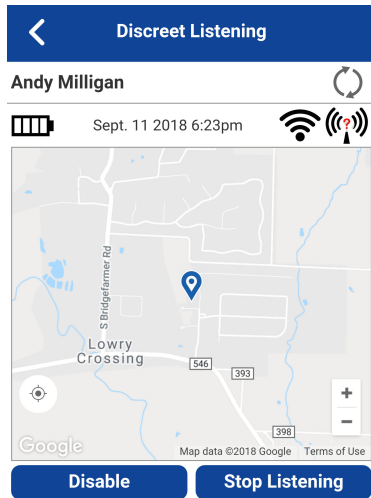 Discreet Listening
Andy Milligan
Sept. 11 2018 6:23pm
?
S Bridgefarmer Rd
Lowry
Crossing
546
393
+
−
398
Google
Map data ©2018 Google Terms of Use
Disable
Stop Listening